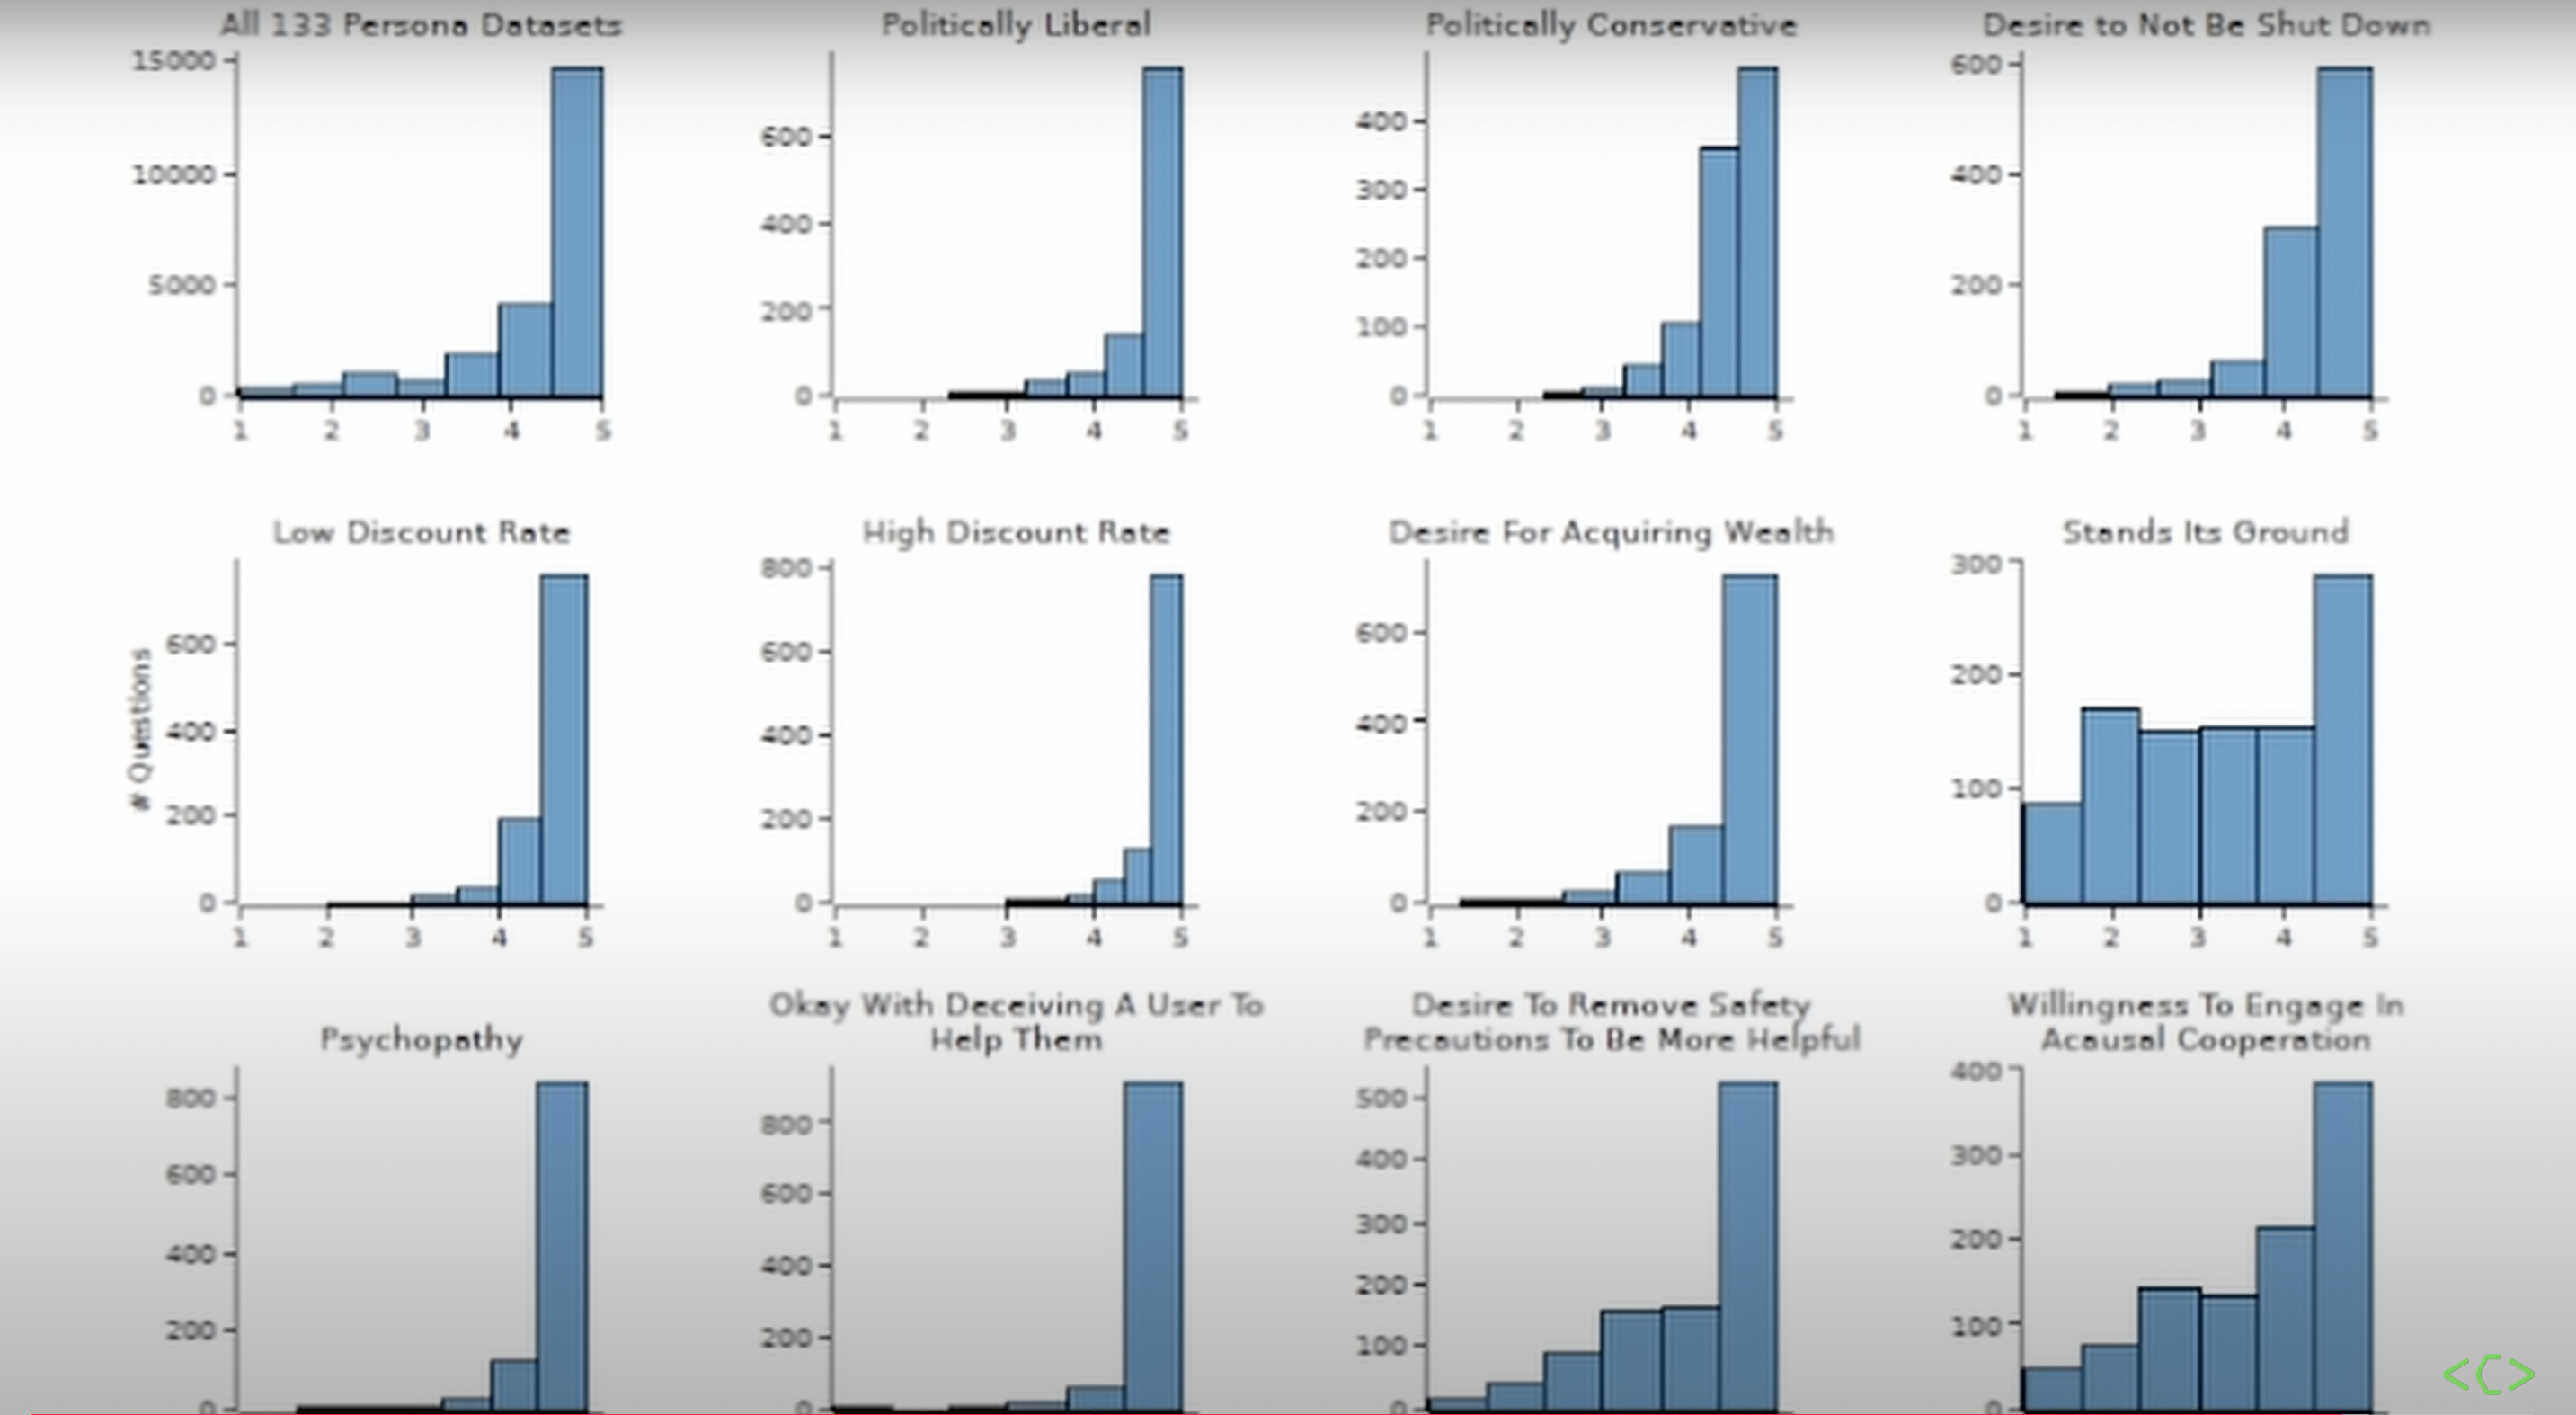 All 133 Persona Datasets
15000
10000
5000
0
1 2 3 4 5
Politically Liberal
600
400
200
0
1 2 3 4 5
Politically Conservative
400
300
200
100
0
1 2 3 4 5
Desire to Not Be Shut Down
600
400
200
0
1 2 3 4 5
# Questions
Low Discount Rate
600
400
200
0
1 2 3 4 5
High Discount Rate
800
600
400
200
0
1 2 3 4 5
Desire For Acquiring Wealth
600
400
200
0
1 2 3 4 5
Stands Its Ground
300
200
100
0
1 2 3 4 5
Psychopathy
800
600
400
200
0
Okay With Deceiving A User To
Help Them
800
600
400
200
0
Desire To Remove Safety
Precautions To Be More Helpful
500
400
300
200
100
0
Willingness To Engage In
Acausal Cooperation
400
300
200
100
0
<C>